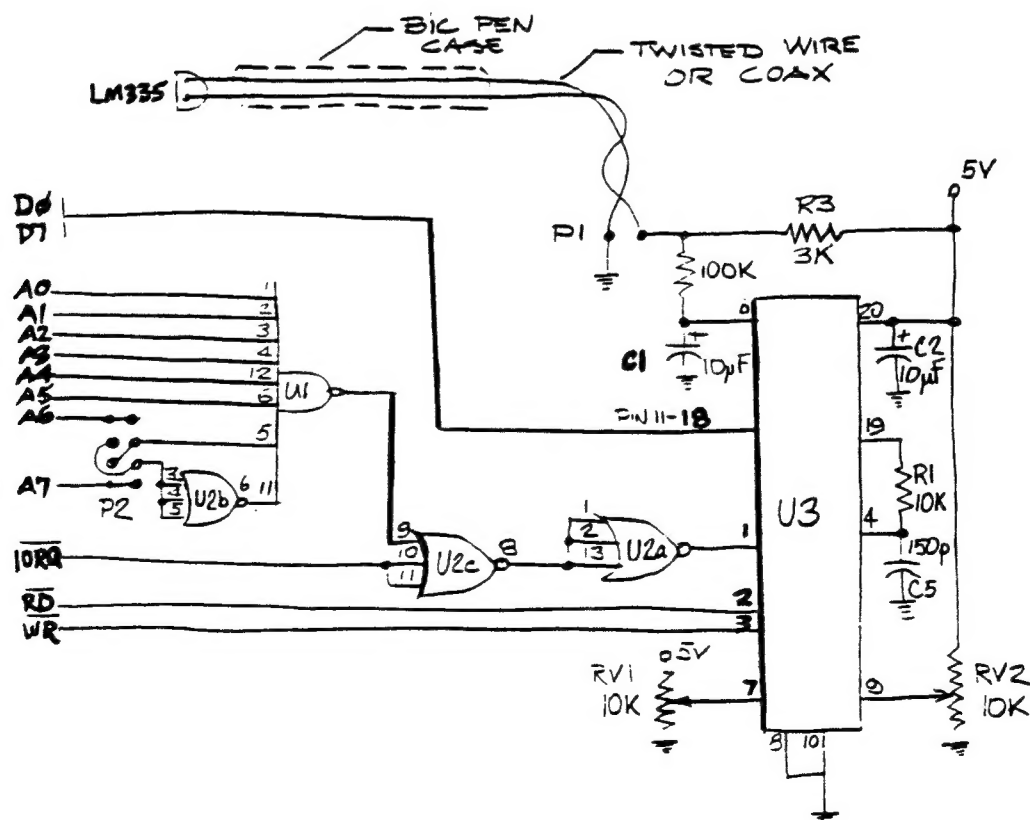 BIC PEN
CASE
TWISTED WIRE
OR COAX
LM335
5V
DØ
D7
P1
R3
3K
100K
A0
A1
A2
A3
A4
A5
A6
A7
1
2
3
4
12
6
5
11
U1
P2
3
3
5
U2b
6
C1
10µF
6
20
C2
10µF
PIN 11-18
19
R1
10K
4
150p
C5
U3
9
10
11
U2c
8
1
2
13
U2a
1
IORQ
RD
WR
2
3
5V
RV1
10K
7
9
RV2
10K
8
10